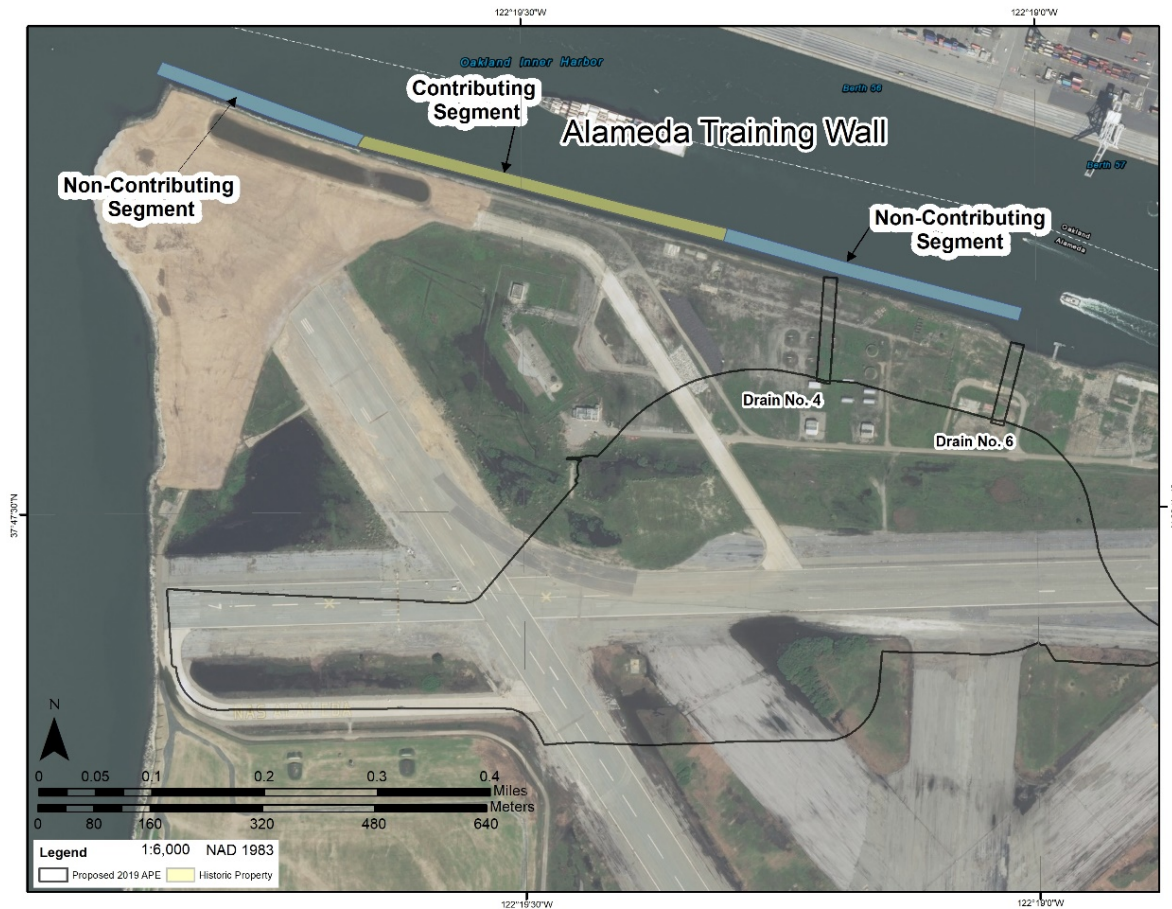 122°19'30"W
122°19'0"W
Oakland Inner Harbor
Contributing
Segment
Berth 56
Alameda Training Wall
Berth 57
Non-Contributing
Segment
Non-Contributing
Segment
Oakland
Alameda
Drain No. 4
Drain No. 6
37°47'30"N
N
0 0.05 0.1 0.2 0.3 0.4
Miles
Meters
0 80 160 320 480 640
Legend 1:6,000 NAD 1983
Proposed 2019 APE Historic Property
122°19'30"W
122°19'0"W